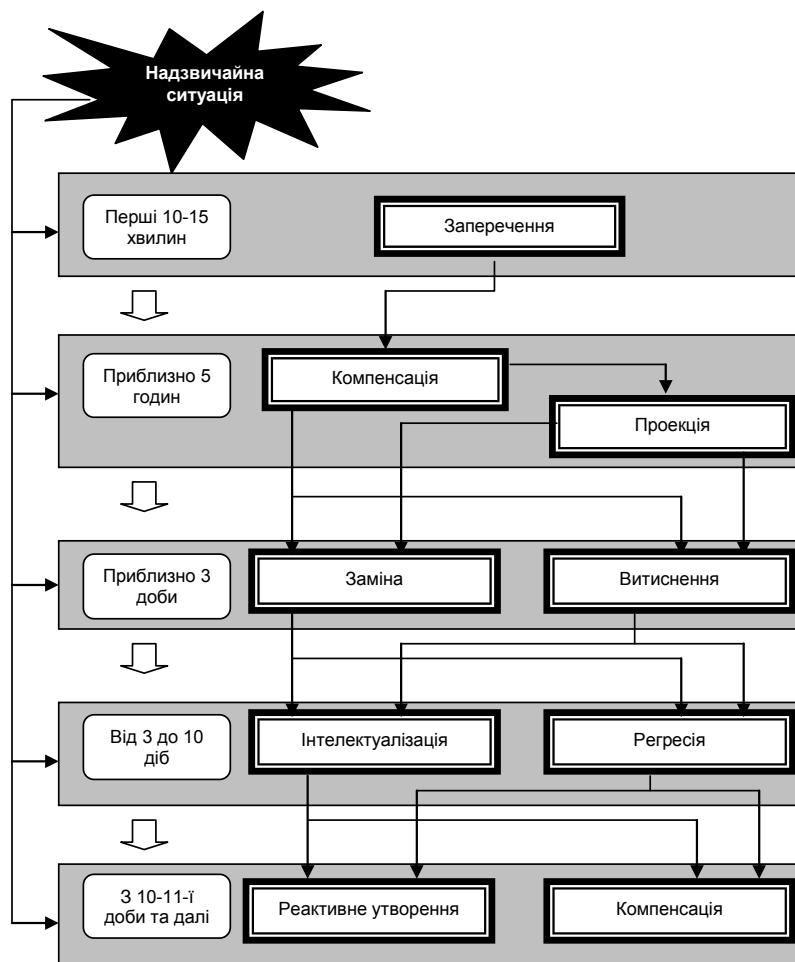 Надзвичайна
ситуація
Перші 10-15
хвилин
Заперечення
Приблизно 5
годин
Компенсація
Проекція
Приблизно 3
доби
Заміна
Витиснення
Від 3 до 10
діб
Інтелектуалізація
Регресія
З 10-11-ї
доби та далі
Реактивне утворення
Компенсація